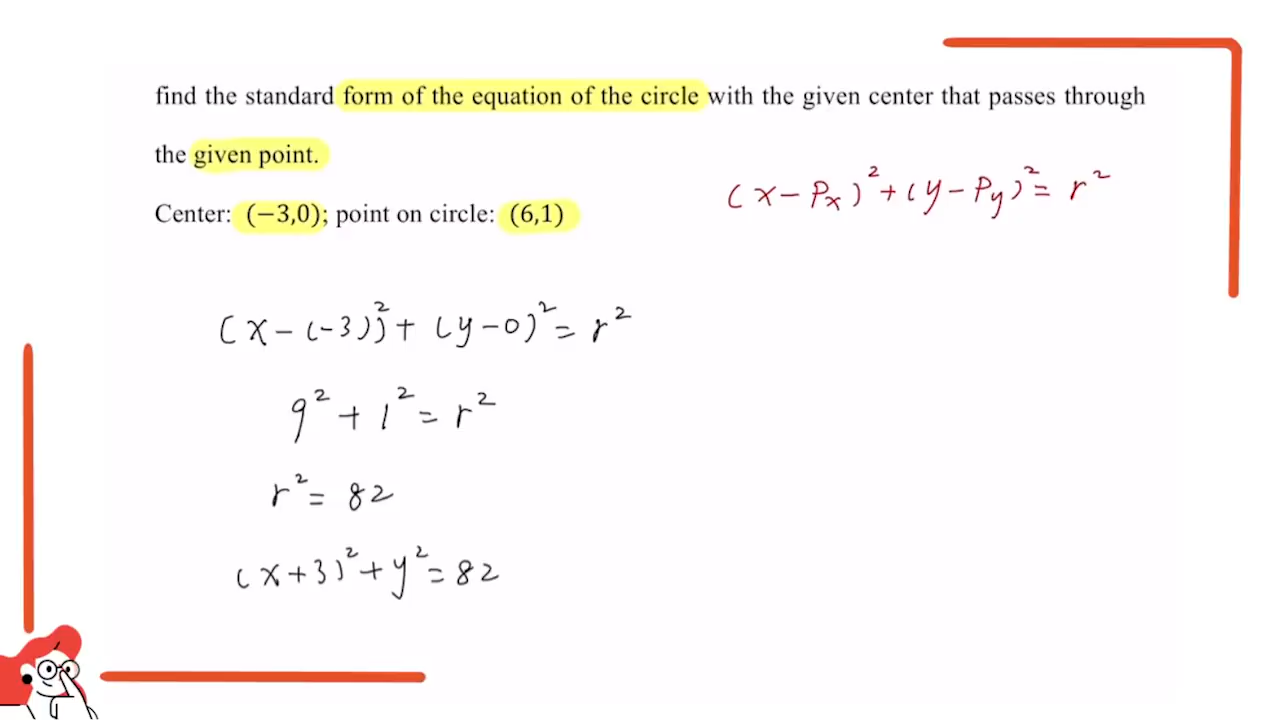 find the standard form of the equation of the circle with the given center that passes through
the given point.
(x-Px)²+(y-Py)²=r²
Center: (−3,0); point on circle: (6,1)
(x-(-3))²+(y-0)²=r²
9²+1²=r²
r²=82
(x+3)²+y²=82